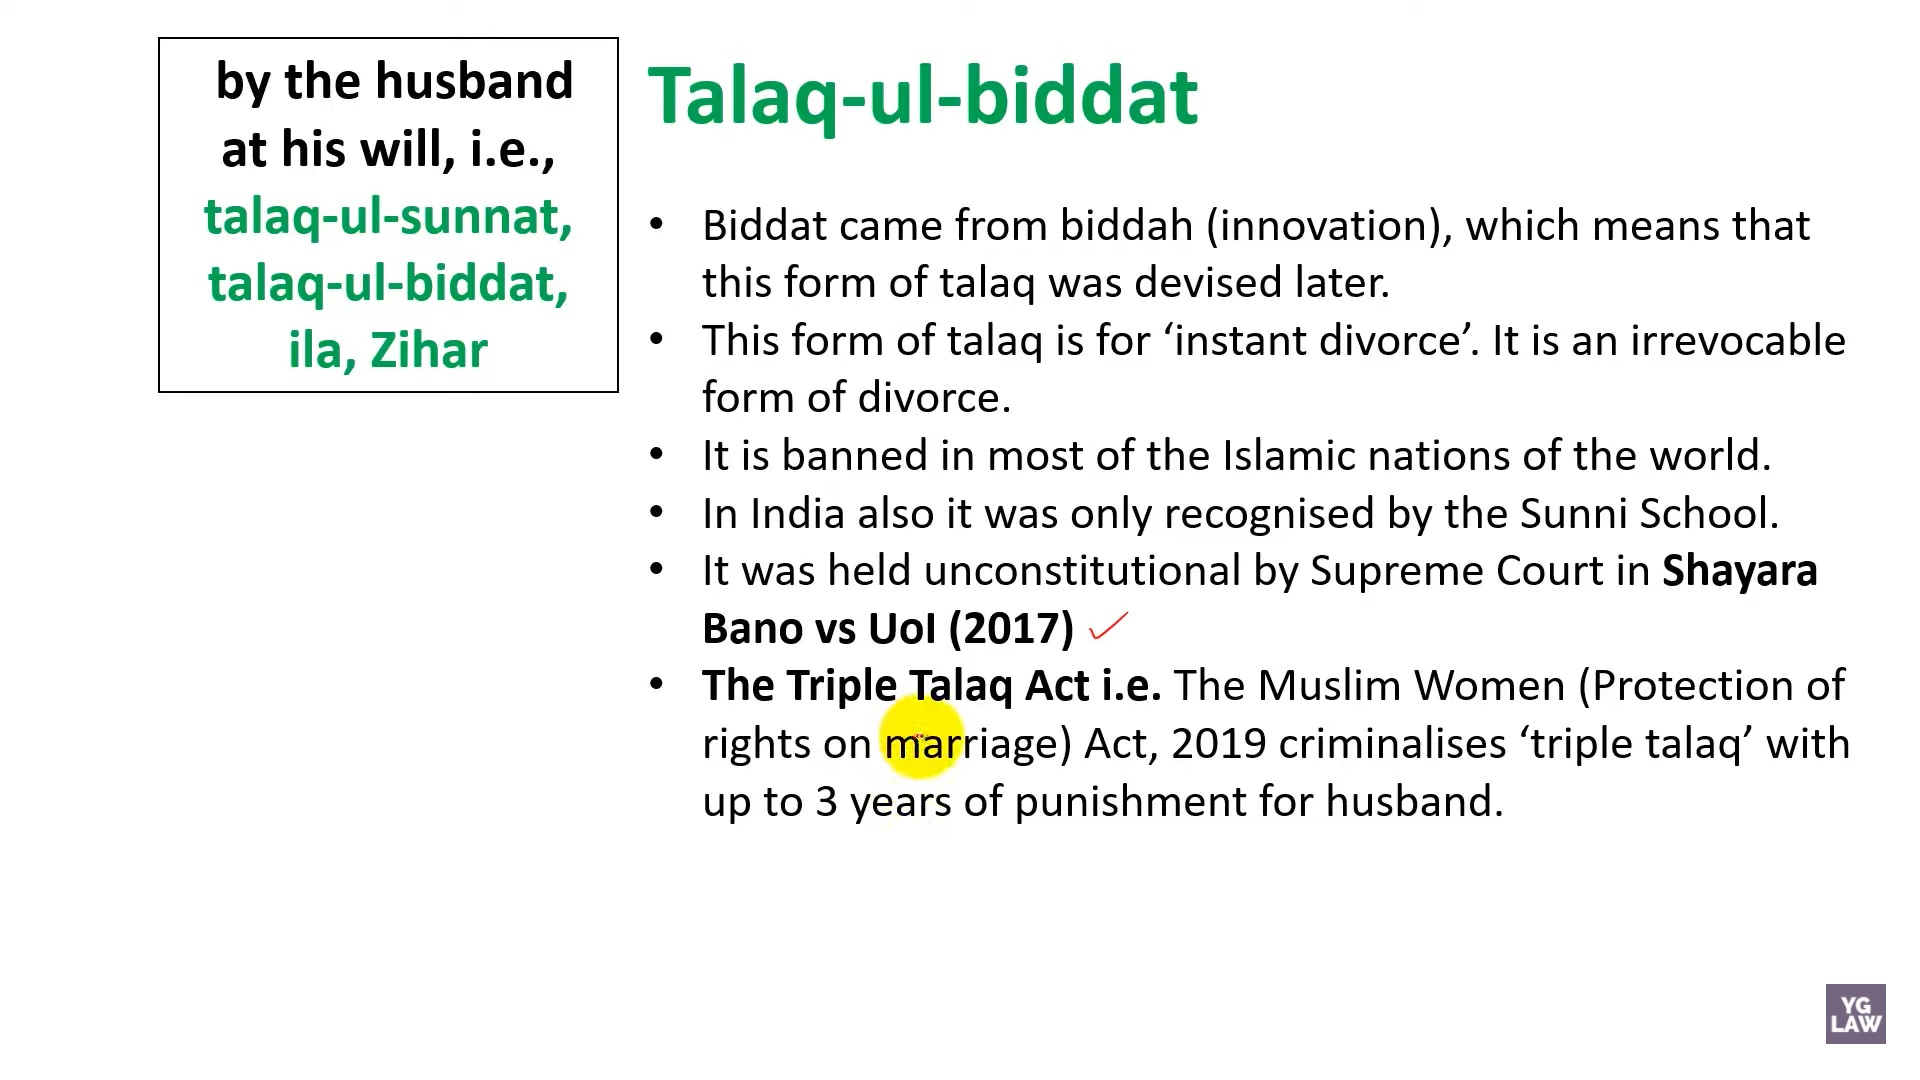 by the husband
at his will, i.e.,
talaq-ul-sunnat,
talaq-ul-biddat,
ila, Zihar
Talaq-ul-biddat
• Biddat came from biddah (innovation), which means that
this form of talaq was devised later.
• This form of talaq is for ‘instant divorce’. It is an irrevocable
form of divorce.
• It is banned in most of the Islamic nations of the world.
• In India also it was only recognised by the Sunni School.
• It was held unconstitutional by Supreme Court in Shayara
Bano vs UoI (2017)
• The Triple Talaq Act i.e. The Muslim Women (Protection of
rights on marriage) Act, 2019 criminalises ‘triple talaq’ with
up to 3 years of punishment for husband.
YG
LAW